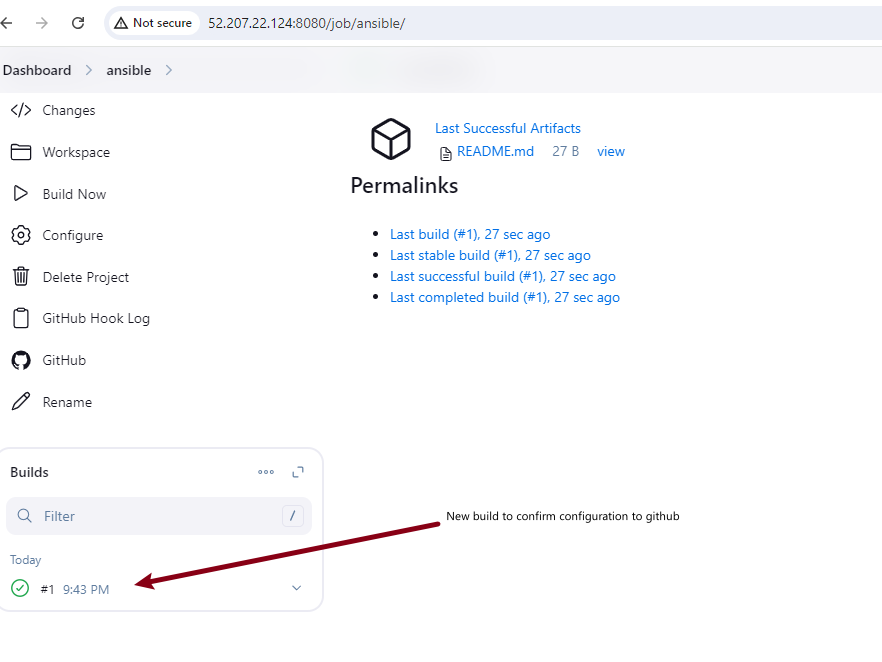 Not secure 52.207.22.124:8080/job/ansible/
Dashboard ansible
Changes
Workspace
Build Now
Configure
Delete Project
GitHub Hook Log
GitHub
Rename
Last Successful Artifacts
README.md 27 B view
Permalinks
Last build (#1), 27 sec ago
Last stable build (#1), 27 sec ago
Last successful build (#1), 27 sec ago
Last completed build (#1), 27 sec ago
Builds
Filter /
Today
#1 9:43 PM
New build to confirm configuration to github